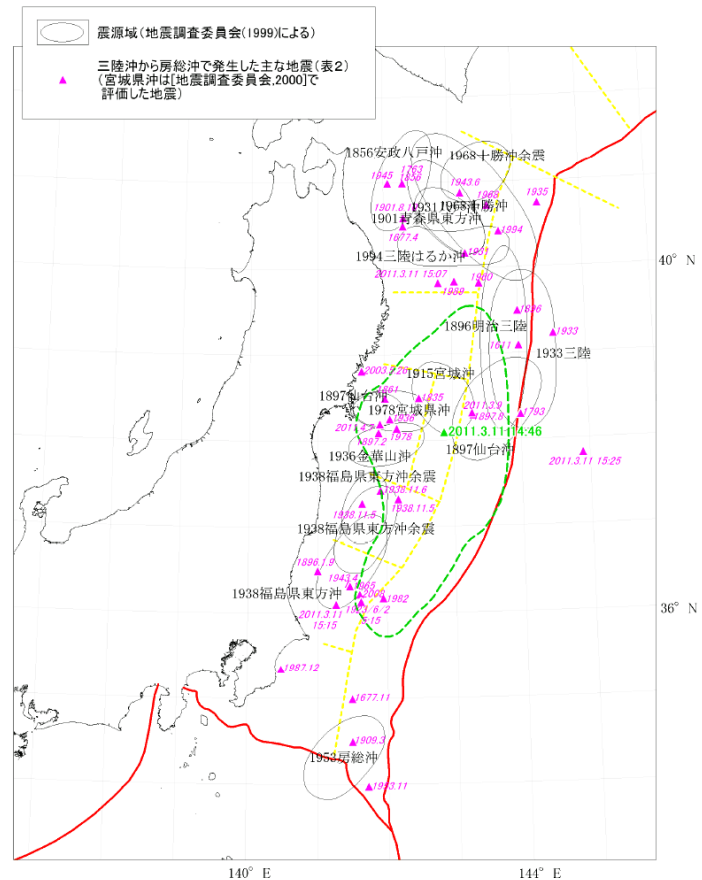 震源域（地震調査委員会(1999)による）
三陸沖から房総沖で発生した主な地震（表２）
（宮城県沖は[地震調査委員会,2000]で
評価した地震）
1856安政八戸沖
1968十勝沖余震
1763
1856
1945
1943.6
1968
1935
1901.8.
1931
1968十勝沖
1901青森県東方沖
1677.4
1994
1931
1994三陸はるか沖
40° N
2011.3.11 15:07
1989
1960
1896
1896明治三陸
1933
1611
1933三陸
2003.5.26
1915宮城沖
1861
1897仙台沖
1835
1978宮城県沖
2011.3.9
1897.8
1793
1936
2011.4.7
1978
1897.2
2011.3.11 14:46
1897仙台沖
1936金華山沖
2011.3.11 15:25
1938福島県東方沖余震
1938.11.6
1938.11.5
1938.11.5
1938福島県東方沖余震
1896.1.9
1943.4
1965
1938福島県東方沖
2008
1982
36° N
2011.3.11
15:15
1923/6/2
5:15
1987.12
1677.11
1909.3
1953房総沖
1953.11
140° E
144° E